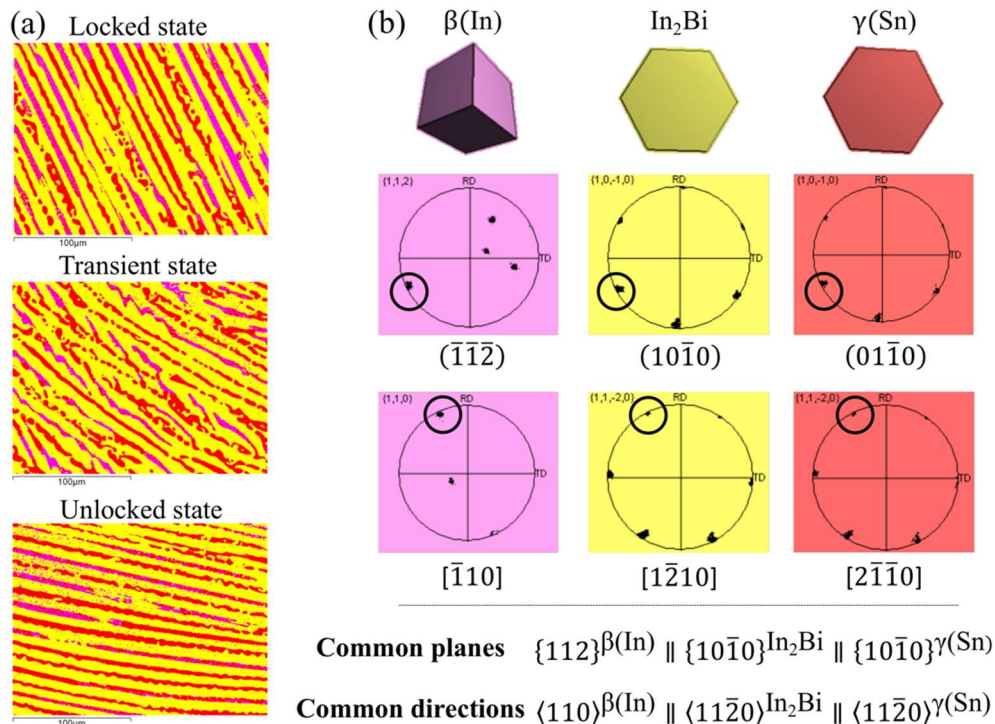 (a)
Locked state
100μm
Transient state
100μm
Unlocked state
100μm
(b)
β(In) In₂Bi γ(Sn)
{1,1,2} RD TD {1,0,-1,0} RD TD {1,0,-1,0} RD TD
(1̅1̅2̅) (101̅0) (011̅0)
{1,1,0} RD TD {1,1,-2,0} RD TD {1,1,-2,0} RD TD
[1̅10] [12̅10] [21̅1̅0]
Common planes {112}β(In) ∥ {101̅0}In₂Bi ∥ {101̅0}γ(Sn)
Common directions ⟨110⟩β(In) ∥ ⟨112̅0⟩In₂Bi ∥ ⟨112̅0⟩γ(Sn)